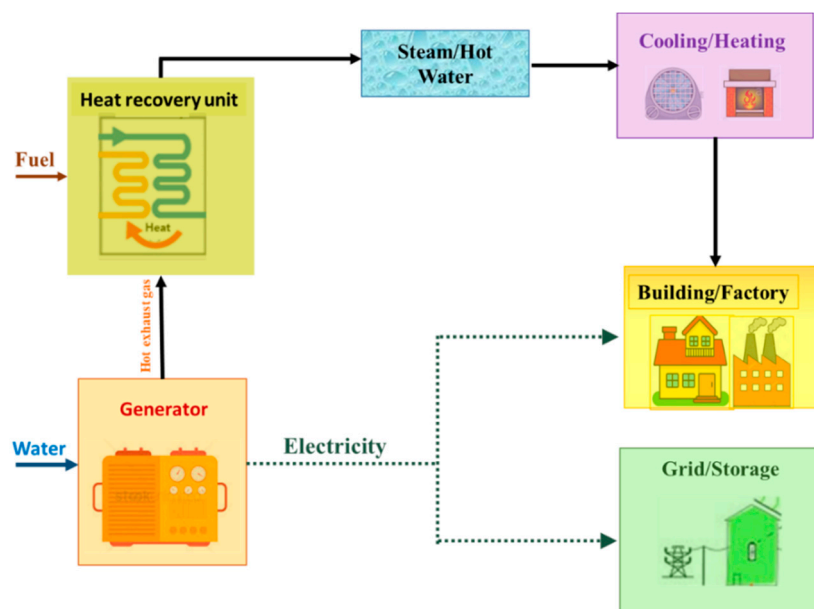 Steam/Hot
Water
Cooling/Heating
Heat recovery unit
Fuel
Heat
Hot exhaust gas
Building/Factory
Generator
Water
Electricity
Grid/Storage